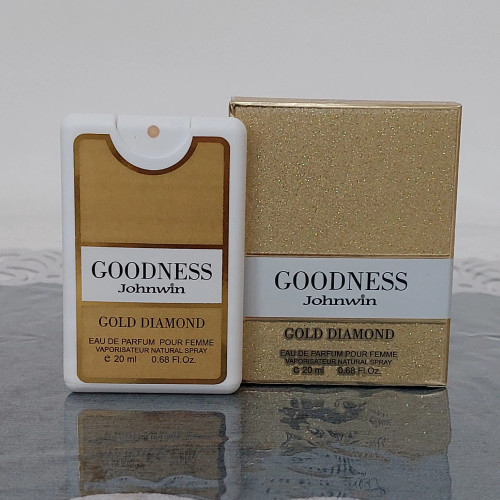 GOODNESS
Johnwin
GOLD DIAMOND
EAU DE PARFUM POUR FEMME
VAPORISATEUR NATURAL SPRAY
e 20 ml 0.68 Fl.Oz.
GOODNESS
Johnwin
GOLD DIAMOND
EAU DE PARFUM POUR FEMME
VAPORISATEUR NATURAL SPRAY
e 20 ml 0.68 Fl.Oz.